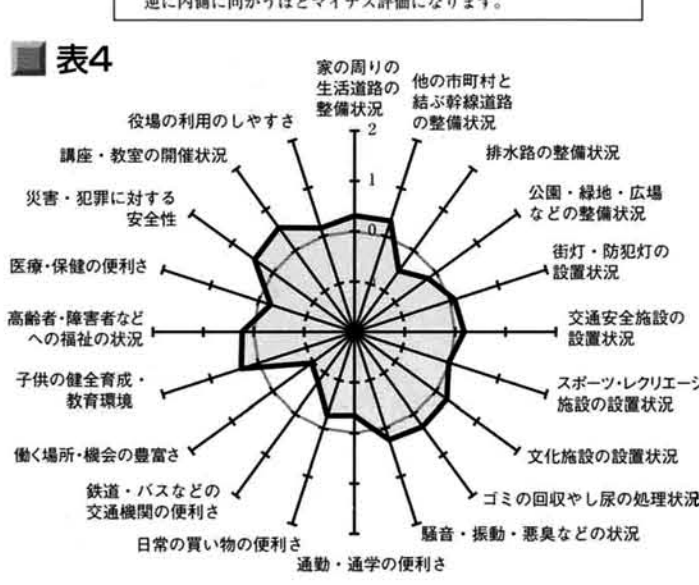 逆に内側に向かうほどマイナス評価になります。
表4
家の周りの
生活道路の
整備状況
他の市町村と
結ぶ幹線道路
の整備状況
排水路の整備状況
公園・緑地・広場
などの整備状況
街灯・防犯灯の
設置状況
交通安全施設の
設置状況
スポーツ・レクリエーシ
施設の設置状況
文化施設の設置状況
ゴミの回収やし尿の処理状況
騒音・振動・悪臭などの状況
通勤・通学の便利さ
日常の買い物の便利さ
鉄道・バスなどの
交通機関の便利さ
働く場所・機会の豊富さ
子供の健全育成・
教育環境
高齢者・障害者など
への福祉の状況
医療・保健の便利さ
災害・犯罪に対する
安全性
講座・教室の開催状況
役場の利用のしやすさ
2
1
0